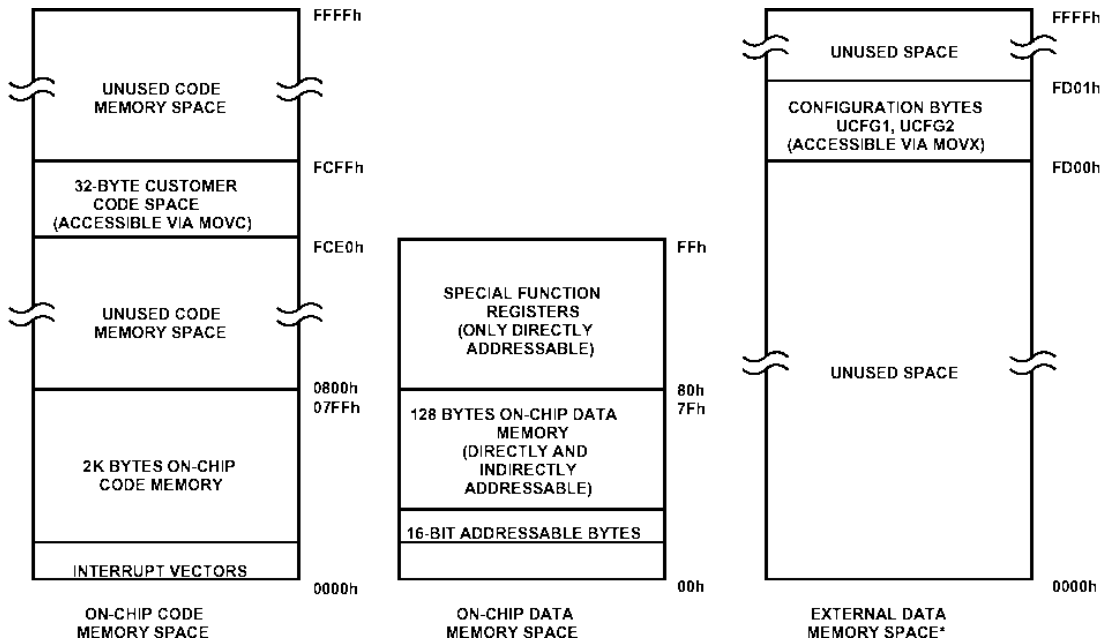 FFFFh
UNUSED CODE
MEMORY SPACE
FCFFh
32-BYTE CUSTOMER
CODE SPACE
(ACCESSIBLE VIA MOVC)
FCE0h
UNUSED CODE
MEMORY SPACE
0800h
07FFh
2K BYTES ON-CHIP
CODE MEMORY
INTERRUPT VECTORS
0000h
ON-CHIP CODE
MEMORY SPACE
FFh
SPECIAL FUNCTION
REGISTERS
(ONLY DIRECTLY
ADDRESSABLE)
80h
7Fh
128 BYTES ON-CHIP DATA
MEMORY
(DIRECTLY AND
INDIRECTLY
ADDRESSABLE)
16-BIT ADDRESSABLE BYTES
00h
ON-CHIP DATA
MEMORY SPACE
FFFFh
UNUSED SPACE
FD01h
CONFIGURATION BYTES
UCFG1, UCFG2
(ACCESSIBLE VIA MOVX)
FD00h
UNUSED SPACE
0000h
EXTERNAL DATA
MEMORY SPACE*